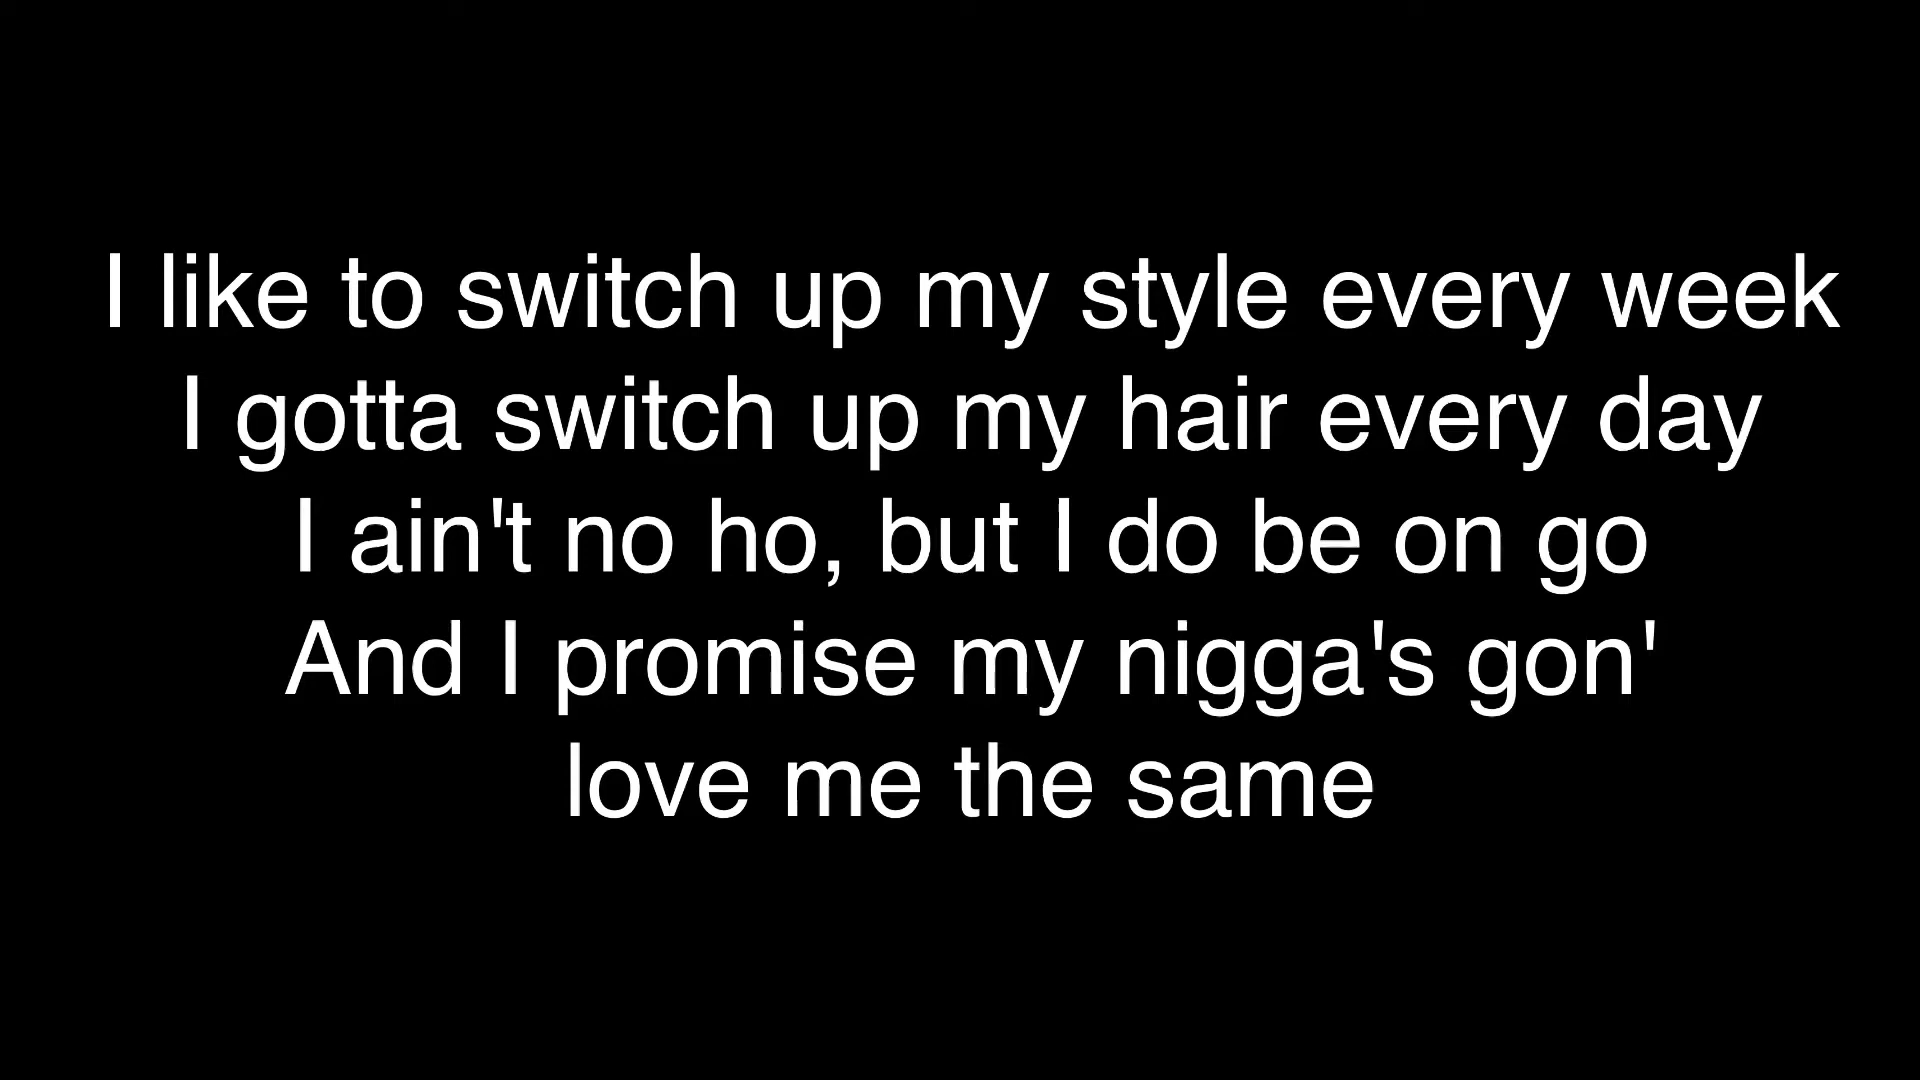 I like to switch up my style every week
I gotta switch up my hair every day
I ain't no ho, but I do be on go
And I promise my nigga's gon'
love me the same